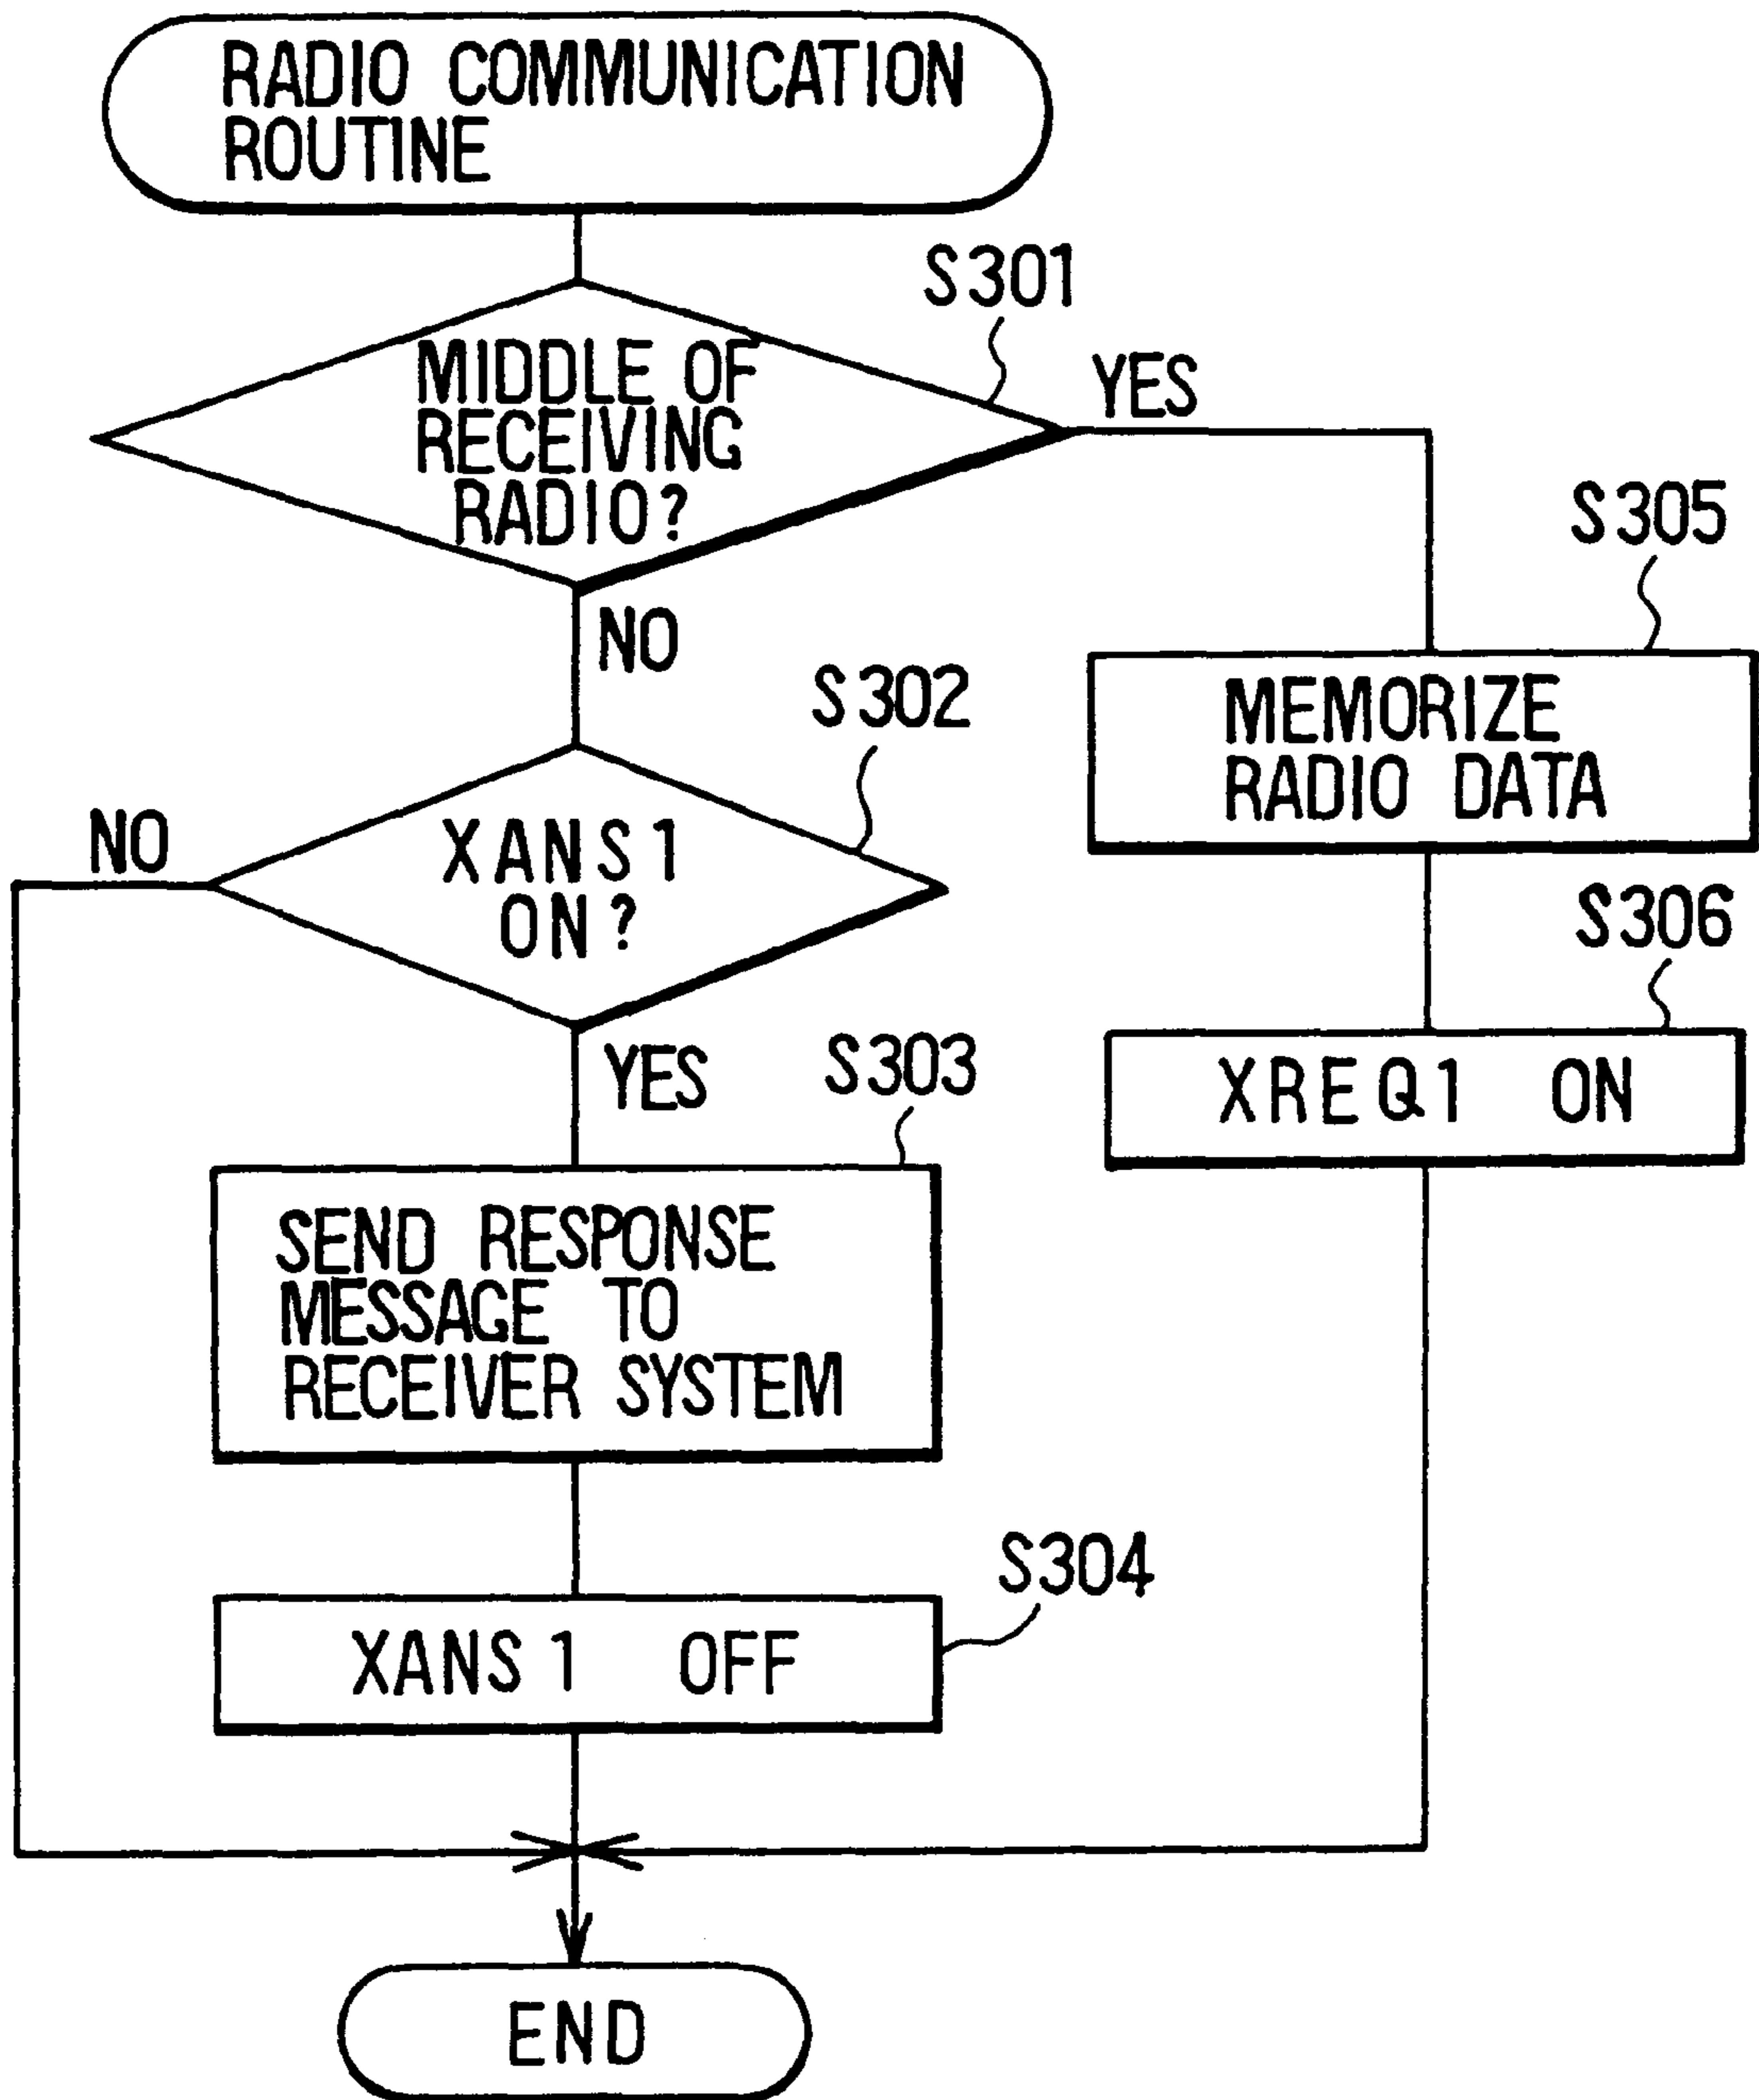 RADIO COMMUNICATION
ROUTINE
S301
MIDDLE OF
RECEIVING
RADIO?
YES
NO
S305
MEMORIZE
RADIO DATA
S302
NO
XANS1
ON?
YES
S306
XREQ1 ON
S303
SEND RESPONSE
MESSAGE TO
RECEIVER SYSTEM
S304
XANS1 OFF
END